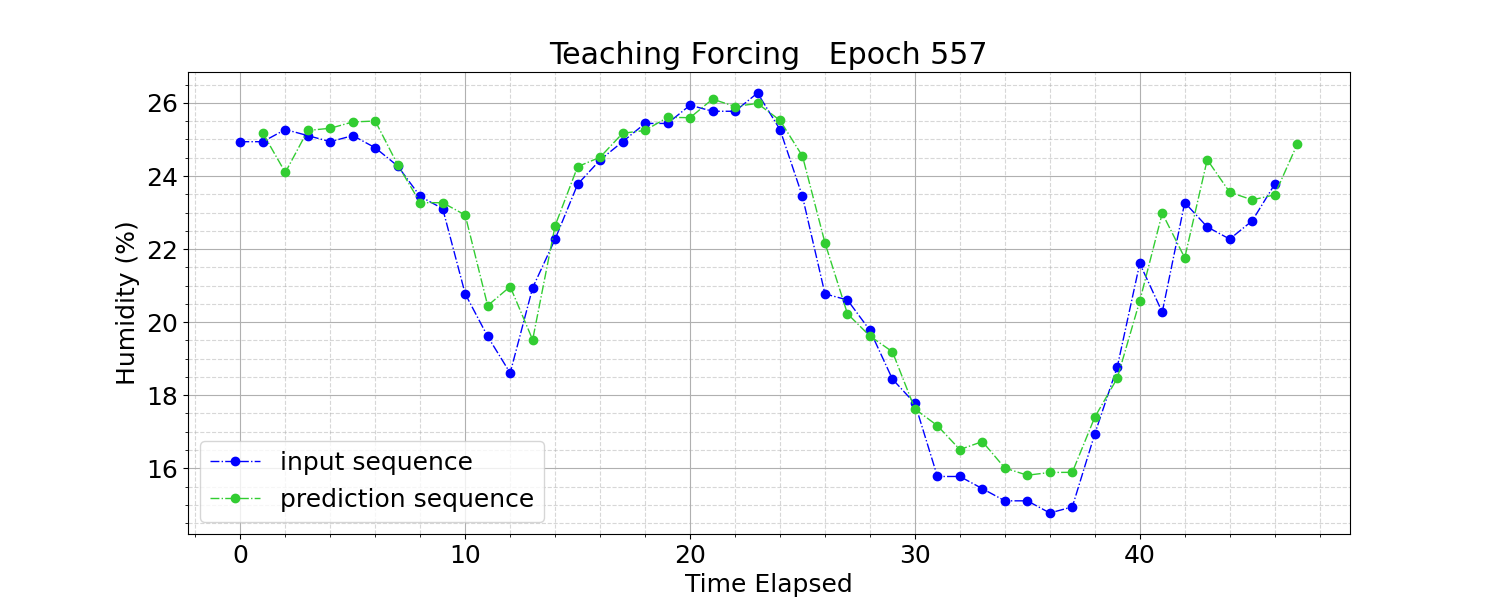 Teaching Forcing   Epoch 557
Humidity (%)
26
24
22
20
18
16
input sequence
prediction sequence
0 10 20 30 40
Time Elapsed